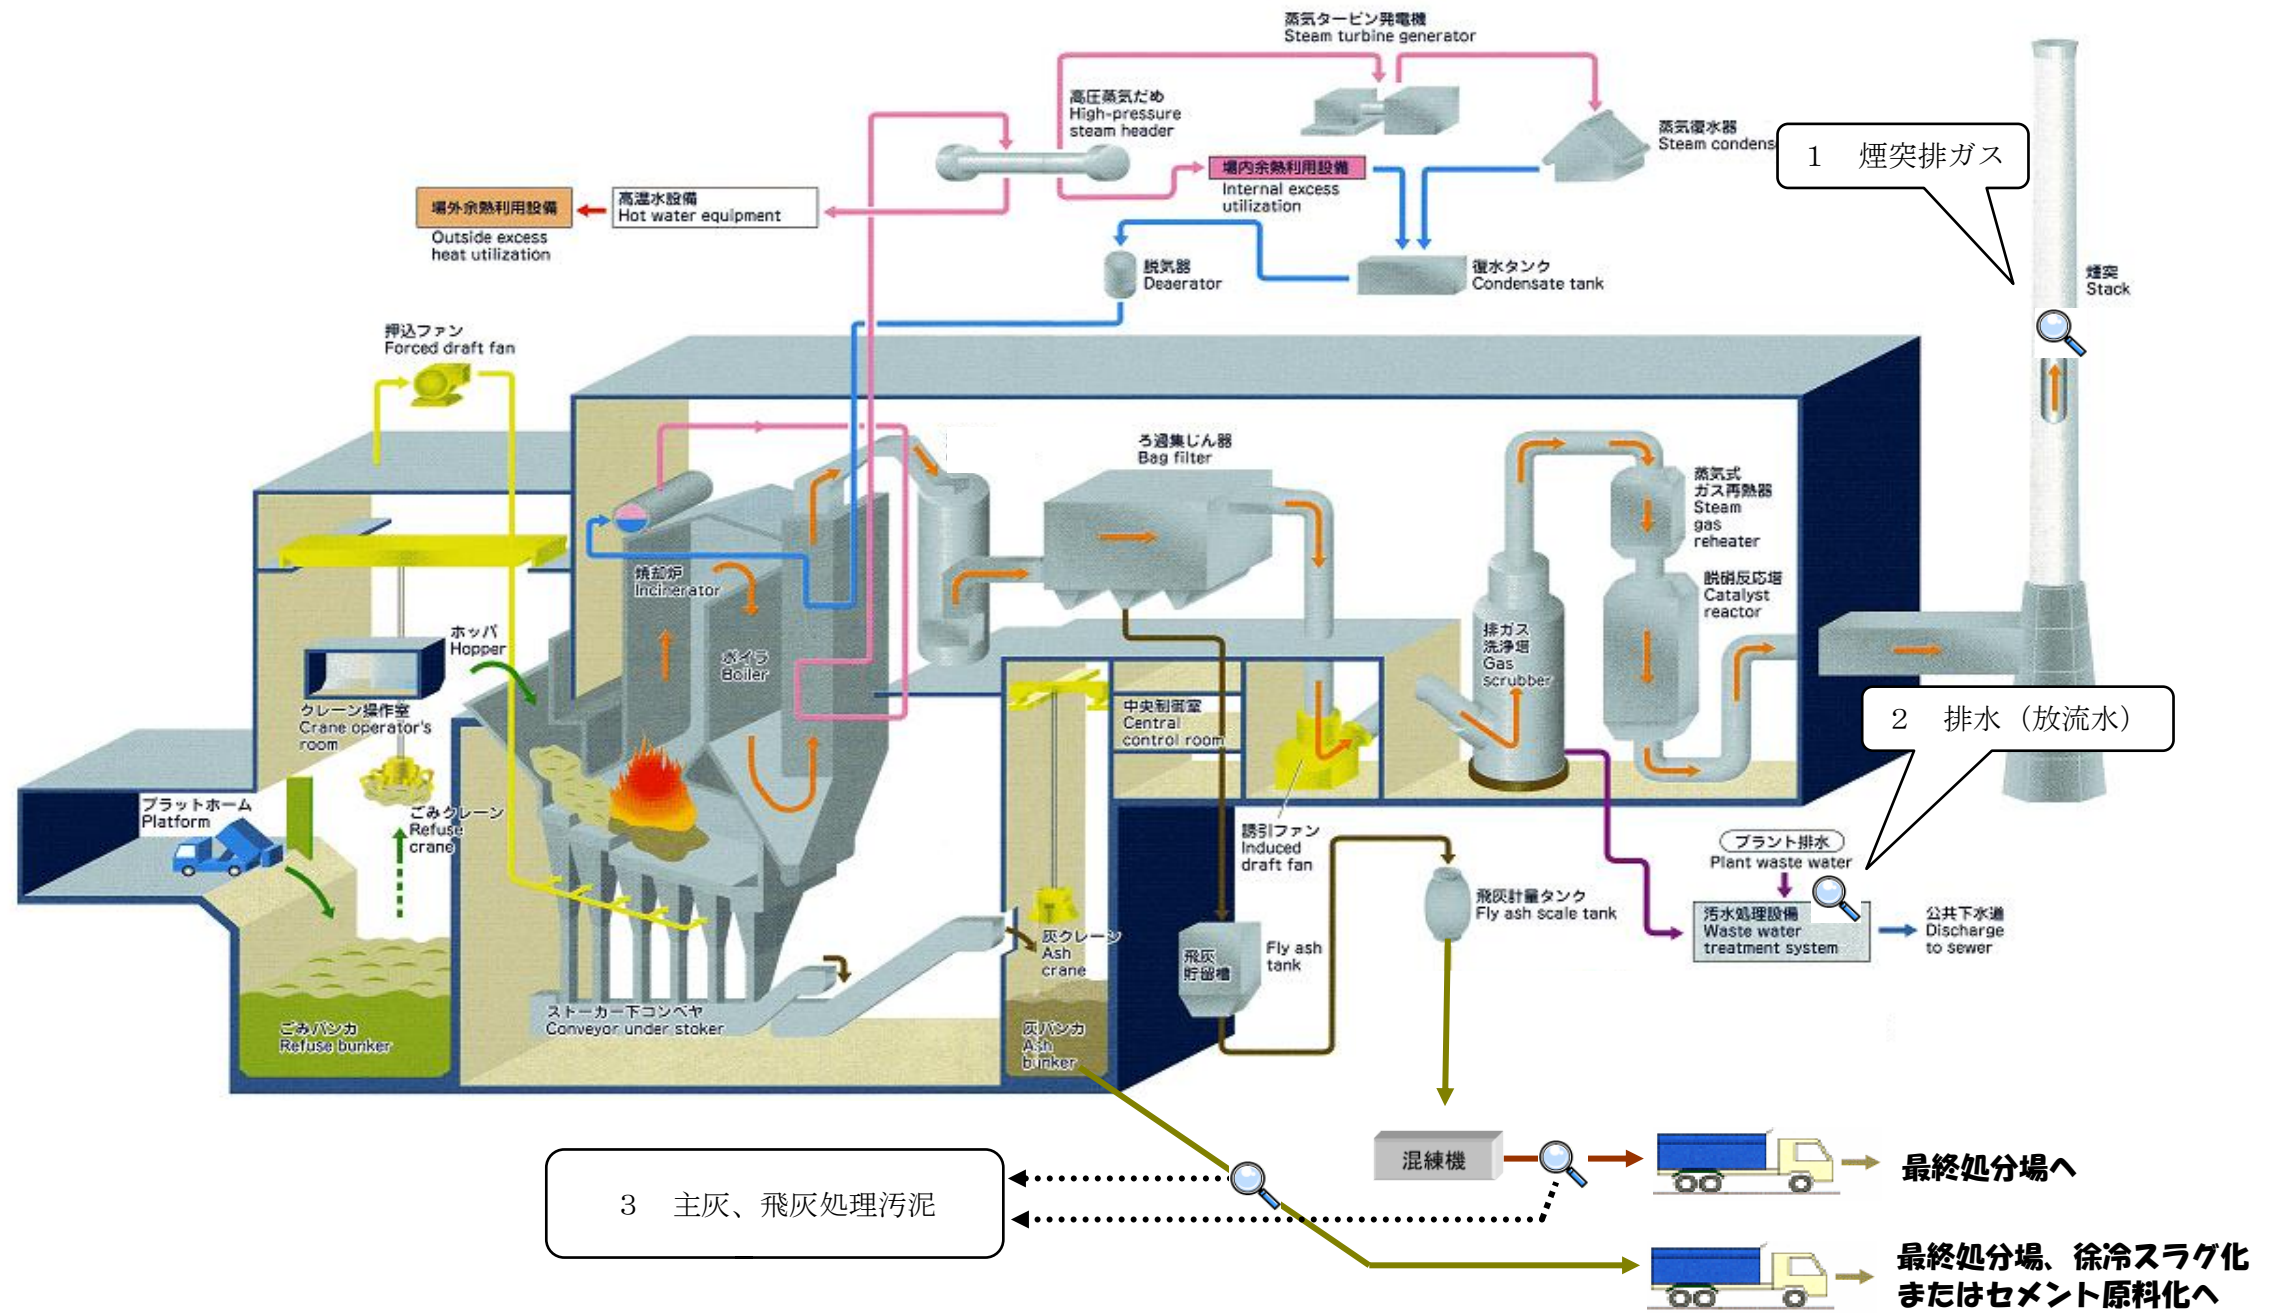 蒸気タービン発電機
Steam turbine generator
高圧蒸気だめ
High-pressure
steam header
蒸気復水器
Steam condens
1 煙突排ガス
場内余熱利用設備
Internal excess
utilization
場外余熱利用設備
Outside excess
heat utilization
高温水設備
Hot water equipment
脱気器
Deaerator
復水タンク
Condensate tank
煙突
Stack
押込ファン
Forced draft fan
ろ過集じん器
Bag filter
蒸気式
ガス再熱器
Steam
gas
reheater
焼却炉
Incinerator
脱硝反応塔
Catalyst
reactor
ホッパ
Hopper
ボイラ
Boiler
排ガス
洗浄塔
Gas
scrubber
クレーン操作室
Crane operator's
room
中央制御室
Central
control room
2 排水（放流水）
プラットホーム
Platform
ごみクレーン
Refuse
crane
誘引ファン
Induced
draft fan
プラント排水
Plant waste water
飛灰計量タンク
Fly ash scale tank
汚水処理設備
Waste water
treatment system
公共下水道
Discharge
to sewer
灰クレーン
Ash
crane
飛灰
貯留槽
Fly ash
tank
ストーカー下コンベヤ
Conveyor under stoker
ごみバンカ
Refuse bunker
灰バンカ
Ash
bunker
混練機
最終処分場へ
3 主灰、飛灰処理汚泥
最終処分場、徐冷スラグ化
またはセメント原料化へ